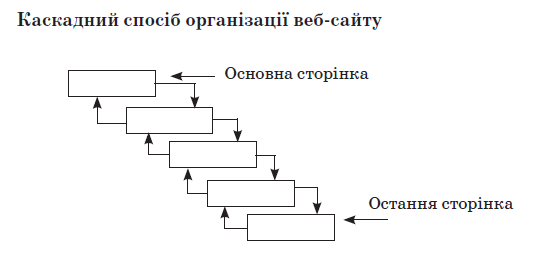 Каскадний спосіб організації веб-сайту
Основна сторінка
Остання сторінка